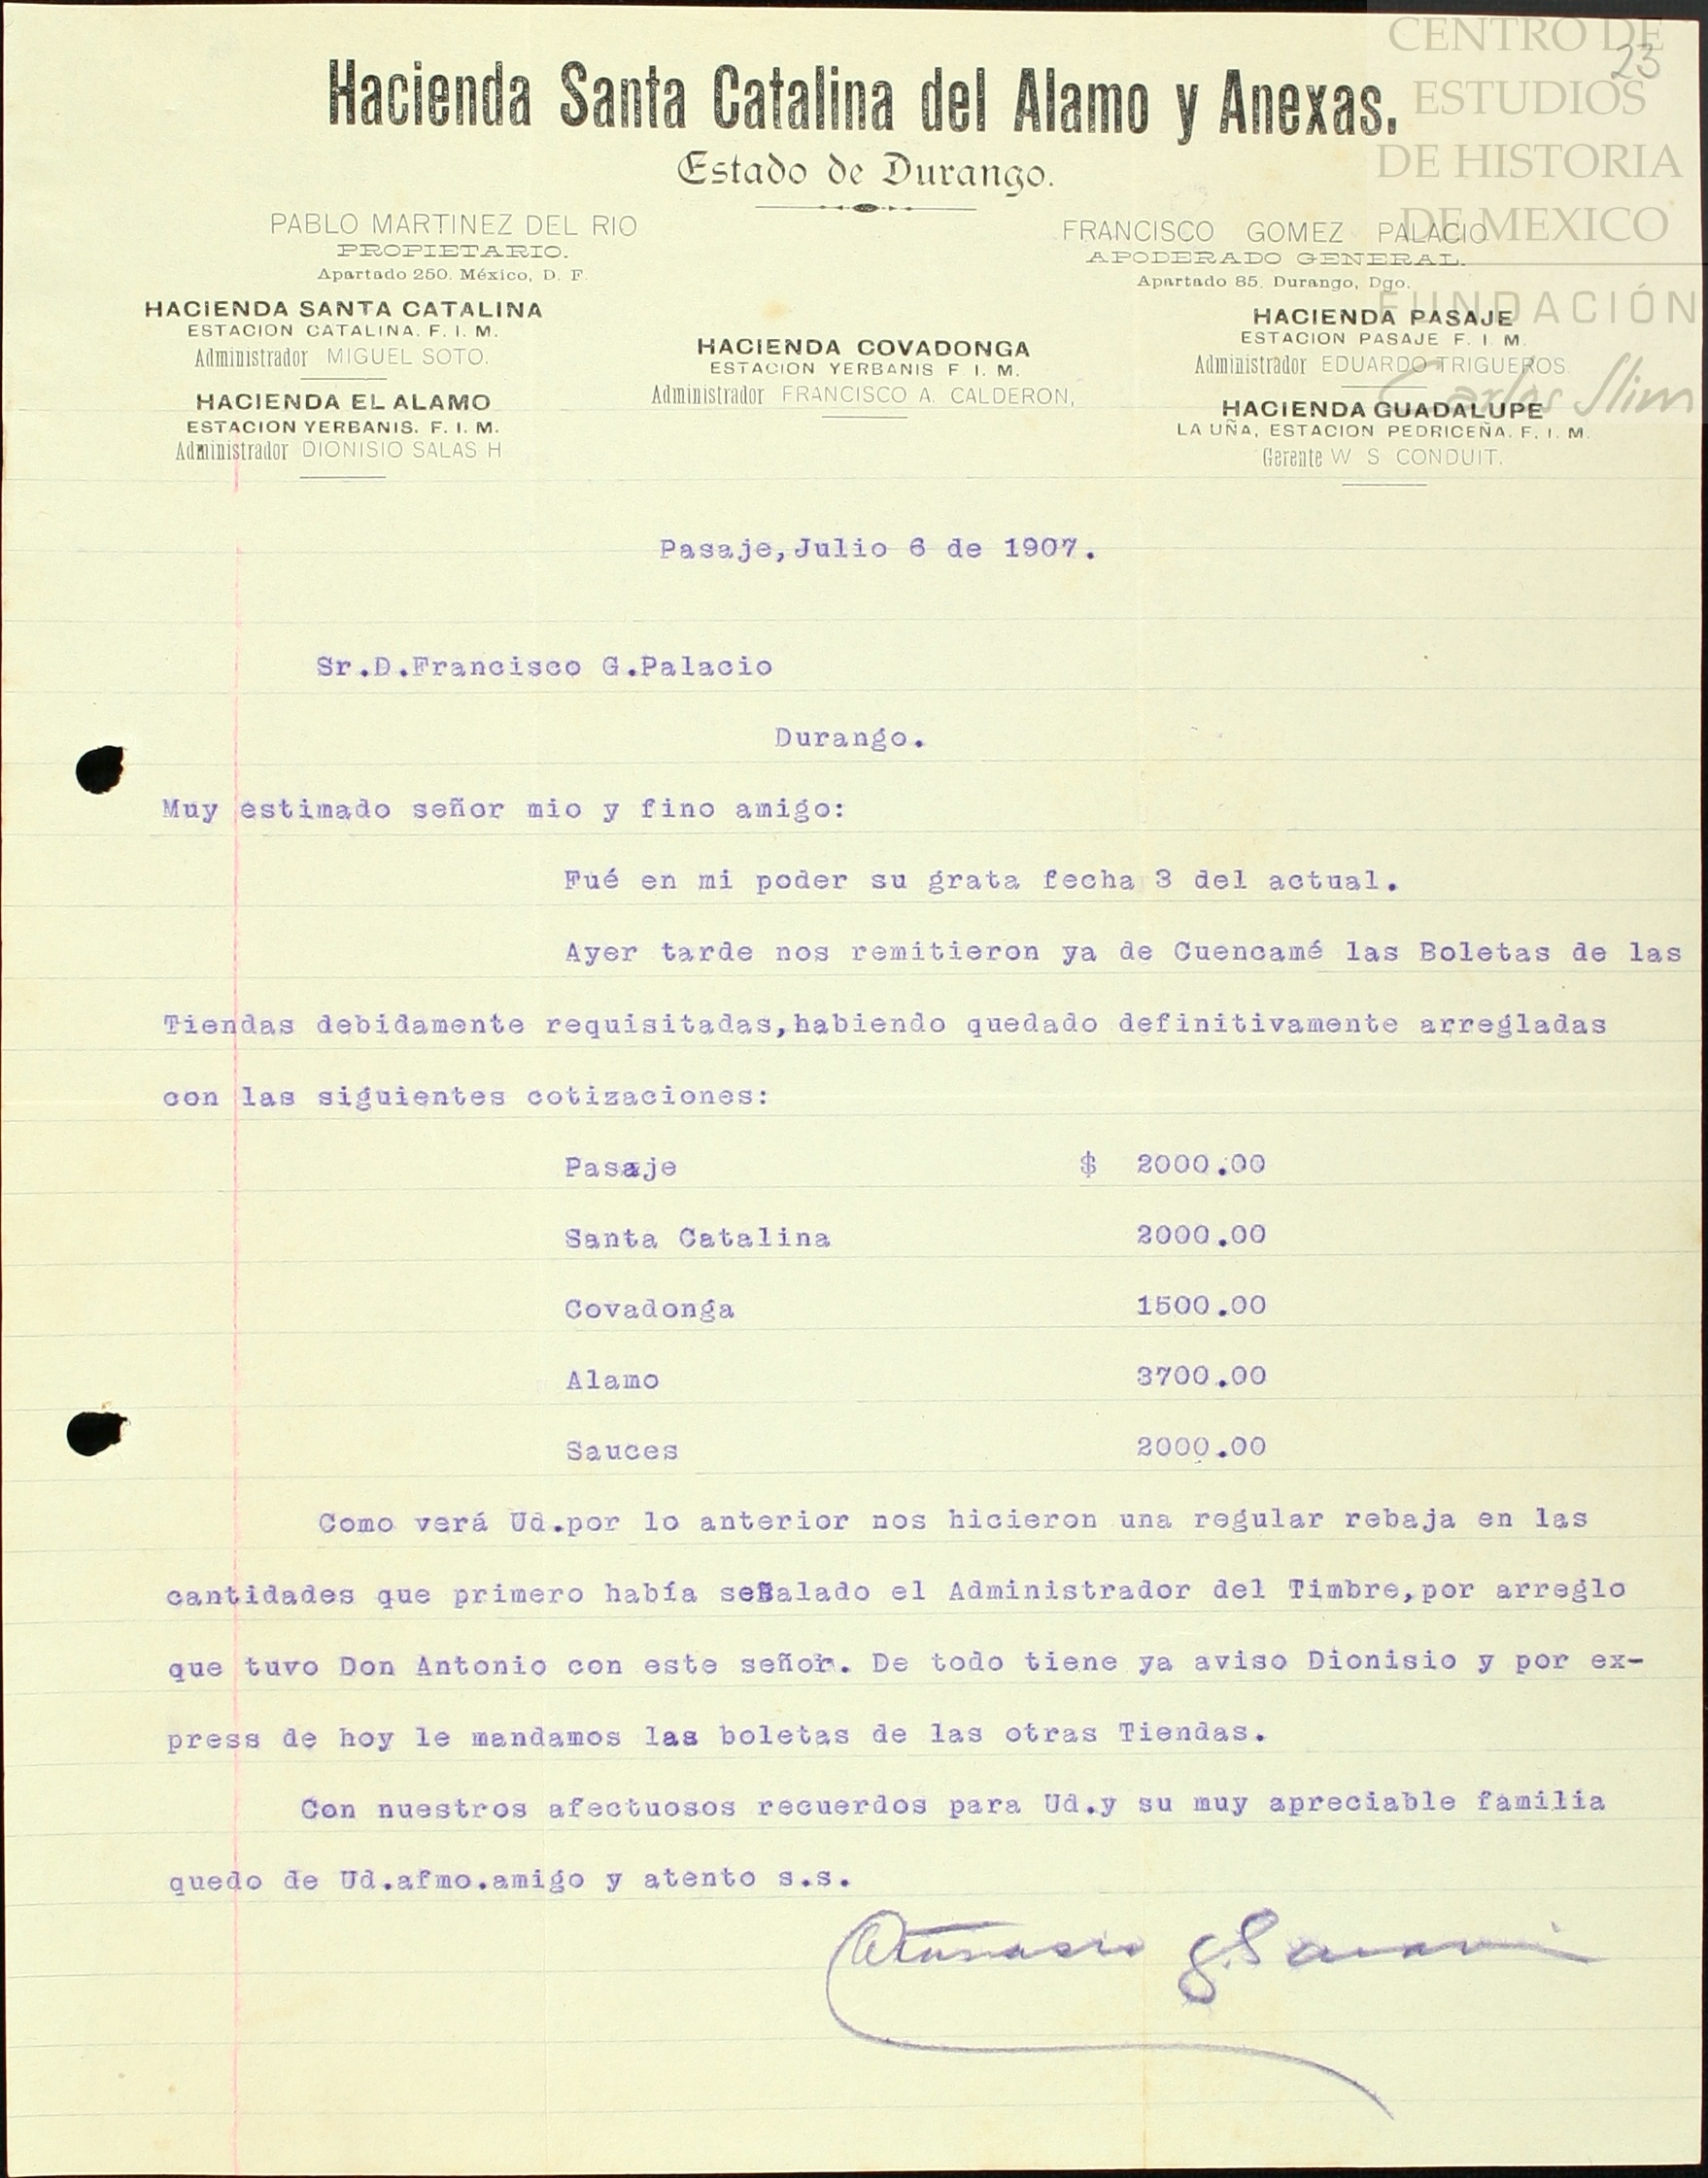 CENTRO DE
ESTUDIOS
DE HISTORIA
DE MEXICO
FUNDACIÓN
Carlos Slim
23
Hacienda Santa Catalina del Alamo y Anexas.
Estado de Durango.
PABLO MARTINEZ DEL RIO
PROPIETARIO.
Apartado 250. México, D. F.
FRANCISCO GOMEZ PALACIO
APODERADO GENERAL.
Apartado 85. Durango, Dgo.
HACIENDA SANTA CATALINA
ESTACION CATALINA. F. I. M.
Administrador MIGUEL SOTO.
HACIENDA EL ALAMO
ESTACION YERBANIS. F. I. M.
Administrador DIONISIO SALAS H
HACIENDA COVADONGA
ESTACION YERBANIS F I. M.
Administrador FRANCISCO A. CALDERON,
HACIENDA PASAJE
ESTACION PASAJE F. I. M.
Administrador EDUARDO TRIGUEROS.
HACIENDA GUADALUPE
LA UÑA, ESTACION PEDRICEÑA. F. I. M.
Gerente W S CONDUIT.
Pasaje,Julio 6 de 1907.
Sr.D.Francisco G.Palacio
Durango.
Muy estimado señor mio y fino amigo:
Fué en mi poder su grata fecha 3 del actual.
Ayer tarde nos remitieron ya de Cuencamé las Boletas de las
Tiendas debidamente requisitadas,habiendo quedado definitivamente arregladas
con las siguientes cotizaciones:
Pasaje $ 2000.00
Santa Catalina 2000.00
Covadonga 1500.00
Alamo 3700.00
Sauces 2000.00
Como verá Ud.por lo anterior nos hicieron una regular rebaja en las
cantidades que primero había señalado el Administrador del Timbre,por arreglo
que tuvo Don Antonio con este señor. De todo tiene ya aviso Dionisio y por ex-
press de hoy le mandamos las boletas de las otras Tiendas.
Con nuestros afectuosos recuerdos para Ud.y su muy apreciable familia
quedo de Ud.afmo.amigo y atento s.s.
Atanasio G. Saravia